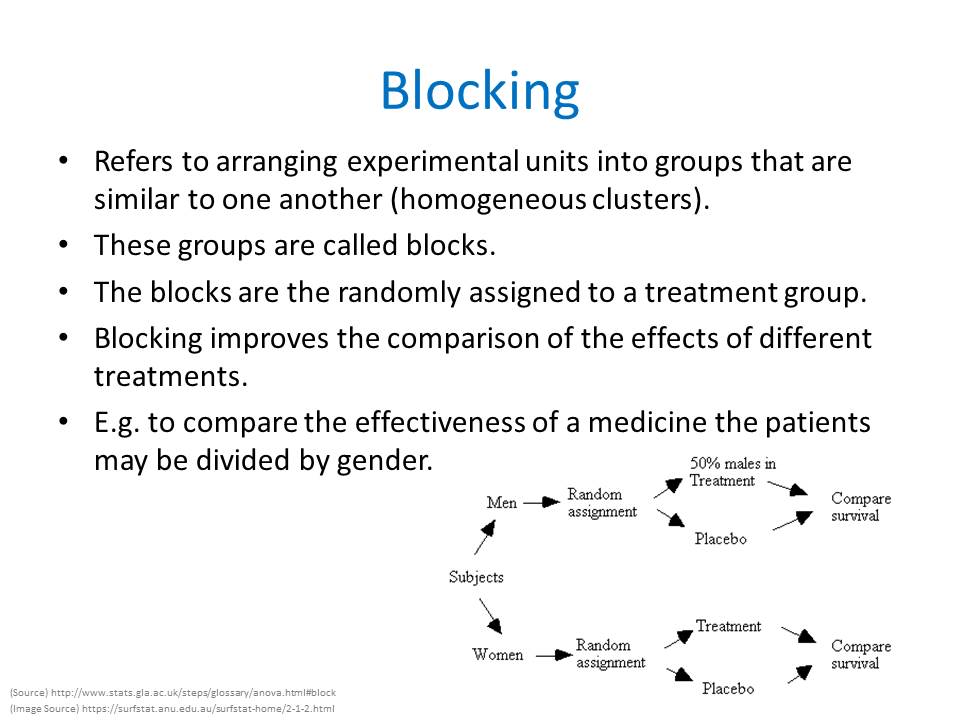 Blocking
• Refers to arranging experimental units into groups that are
similar to one another (homogeneous clusters).
• These groups are called blocks.
• The blocks are the randomly assigned to a treatment group.
• Blocking improves the comparison of the effects of different
treatments.
• E.g. to compare the effectiveness of a medicine the patients
may be divided by gender.
50% males in
Treatment
Men
Random
assignment
Compare
survival
Placebo
Subjects
Treatment
Women
Random
assignment
Compare
survival
Placebo
(Source) http://www.stats.gla.ac.uk/steps/glossary/anova.html#block
(Image Source) https://surfstat.anu.edu.au/surfstat-home/2-1-2.html